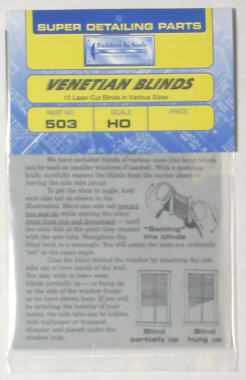 SUPER DETAILING PARTS
Builders In Scale
VENETIAN BLINDS
10 Laser-Cut Blinds in Various Sizes
PART NO
SCALE
PRICE
503
HO
We have included blinds of various sizes (the large blinds
can be used on smaller windows if needed). With a modeling
knife, carefully remove the blinds from the carrier sheet —
leaving the side tabs intact.
To get the slats to angle, hold
each side tab as shown in the
illustration. Move one side tab toward
you and up while moving the other
away from you and downward — until
the slats fold at the point they connect
with the side tabs. Straighten the
blind back to a rectangle. You will notice the slats are uniformly
"set" at the same angle.
"Setting"
the blinds
Glue the blind behind the window by attaching the side
tabs out of view inside of the wall.
You may wish to leave some
blinds partially up — or hung up
on the side of the window frame
as we have shown here. If you will
be detailing the interior of your
model, the side tabs can be hidden
with wallpaper or trimmed
shorter and placed under the
window trim.
Blind
partially up
Blind
hung up